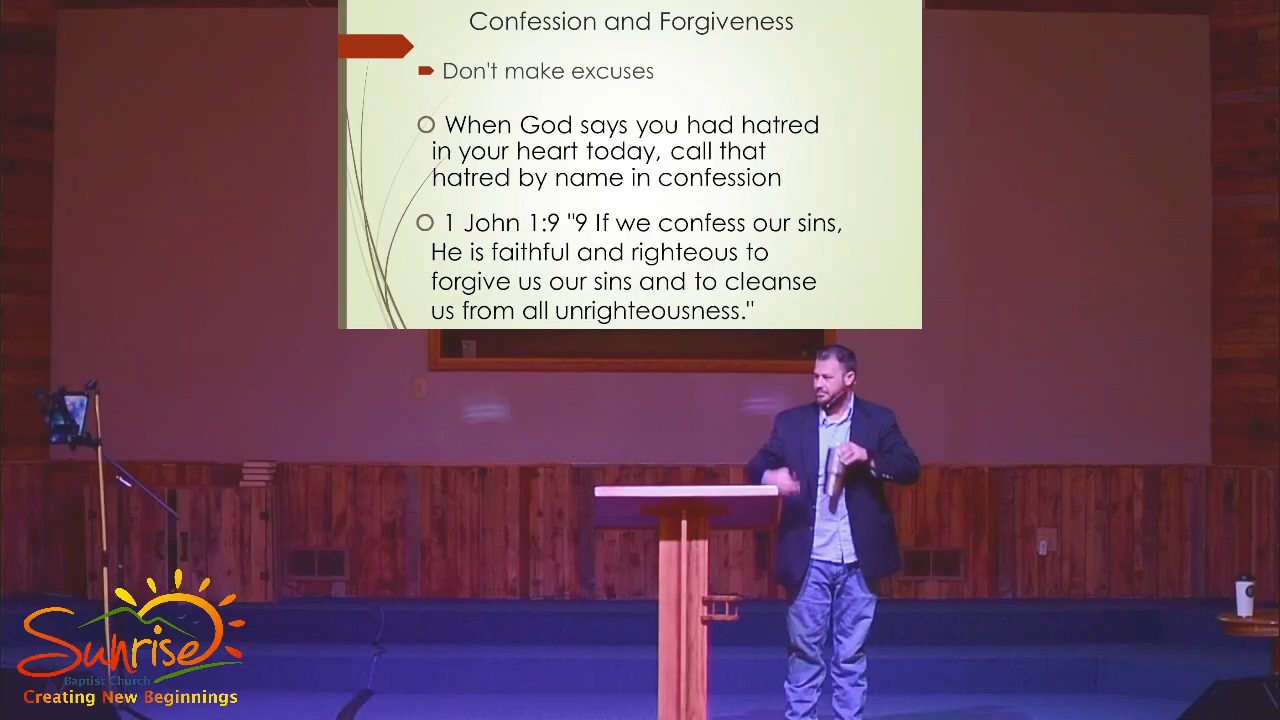 Confession and Forgiveness
Don't make excuses
When God says you had hatred
in your heart today, call that
hatred by name in confession
1 John 1:9 "9 If we confess our sins,
He is faithful and righteous to
forgive us our sins and to cleanse
us from all unrighteousness."
Sunrise
Baptist Church
Creating New Beginnings